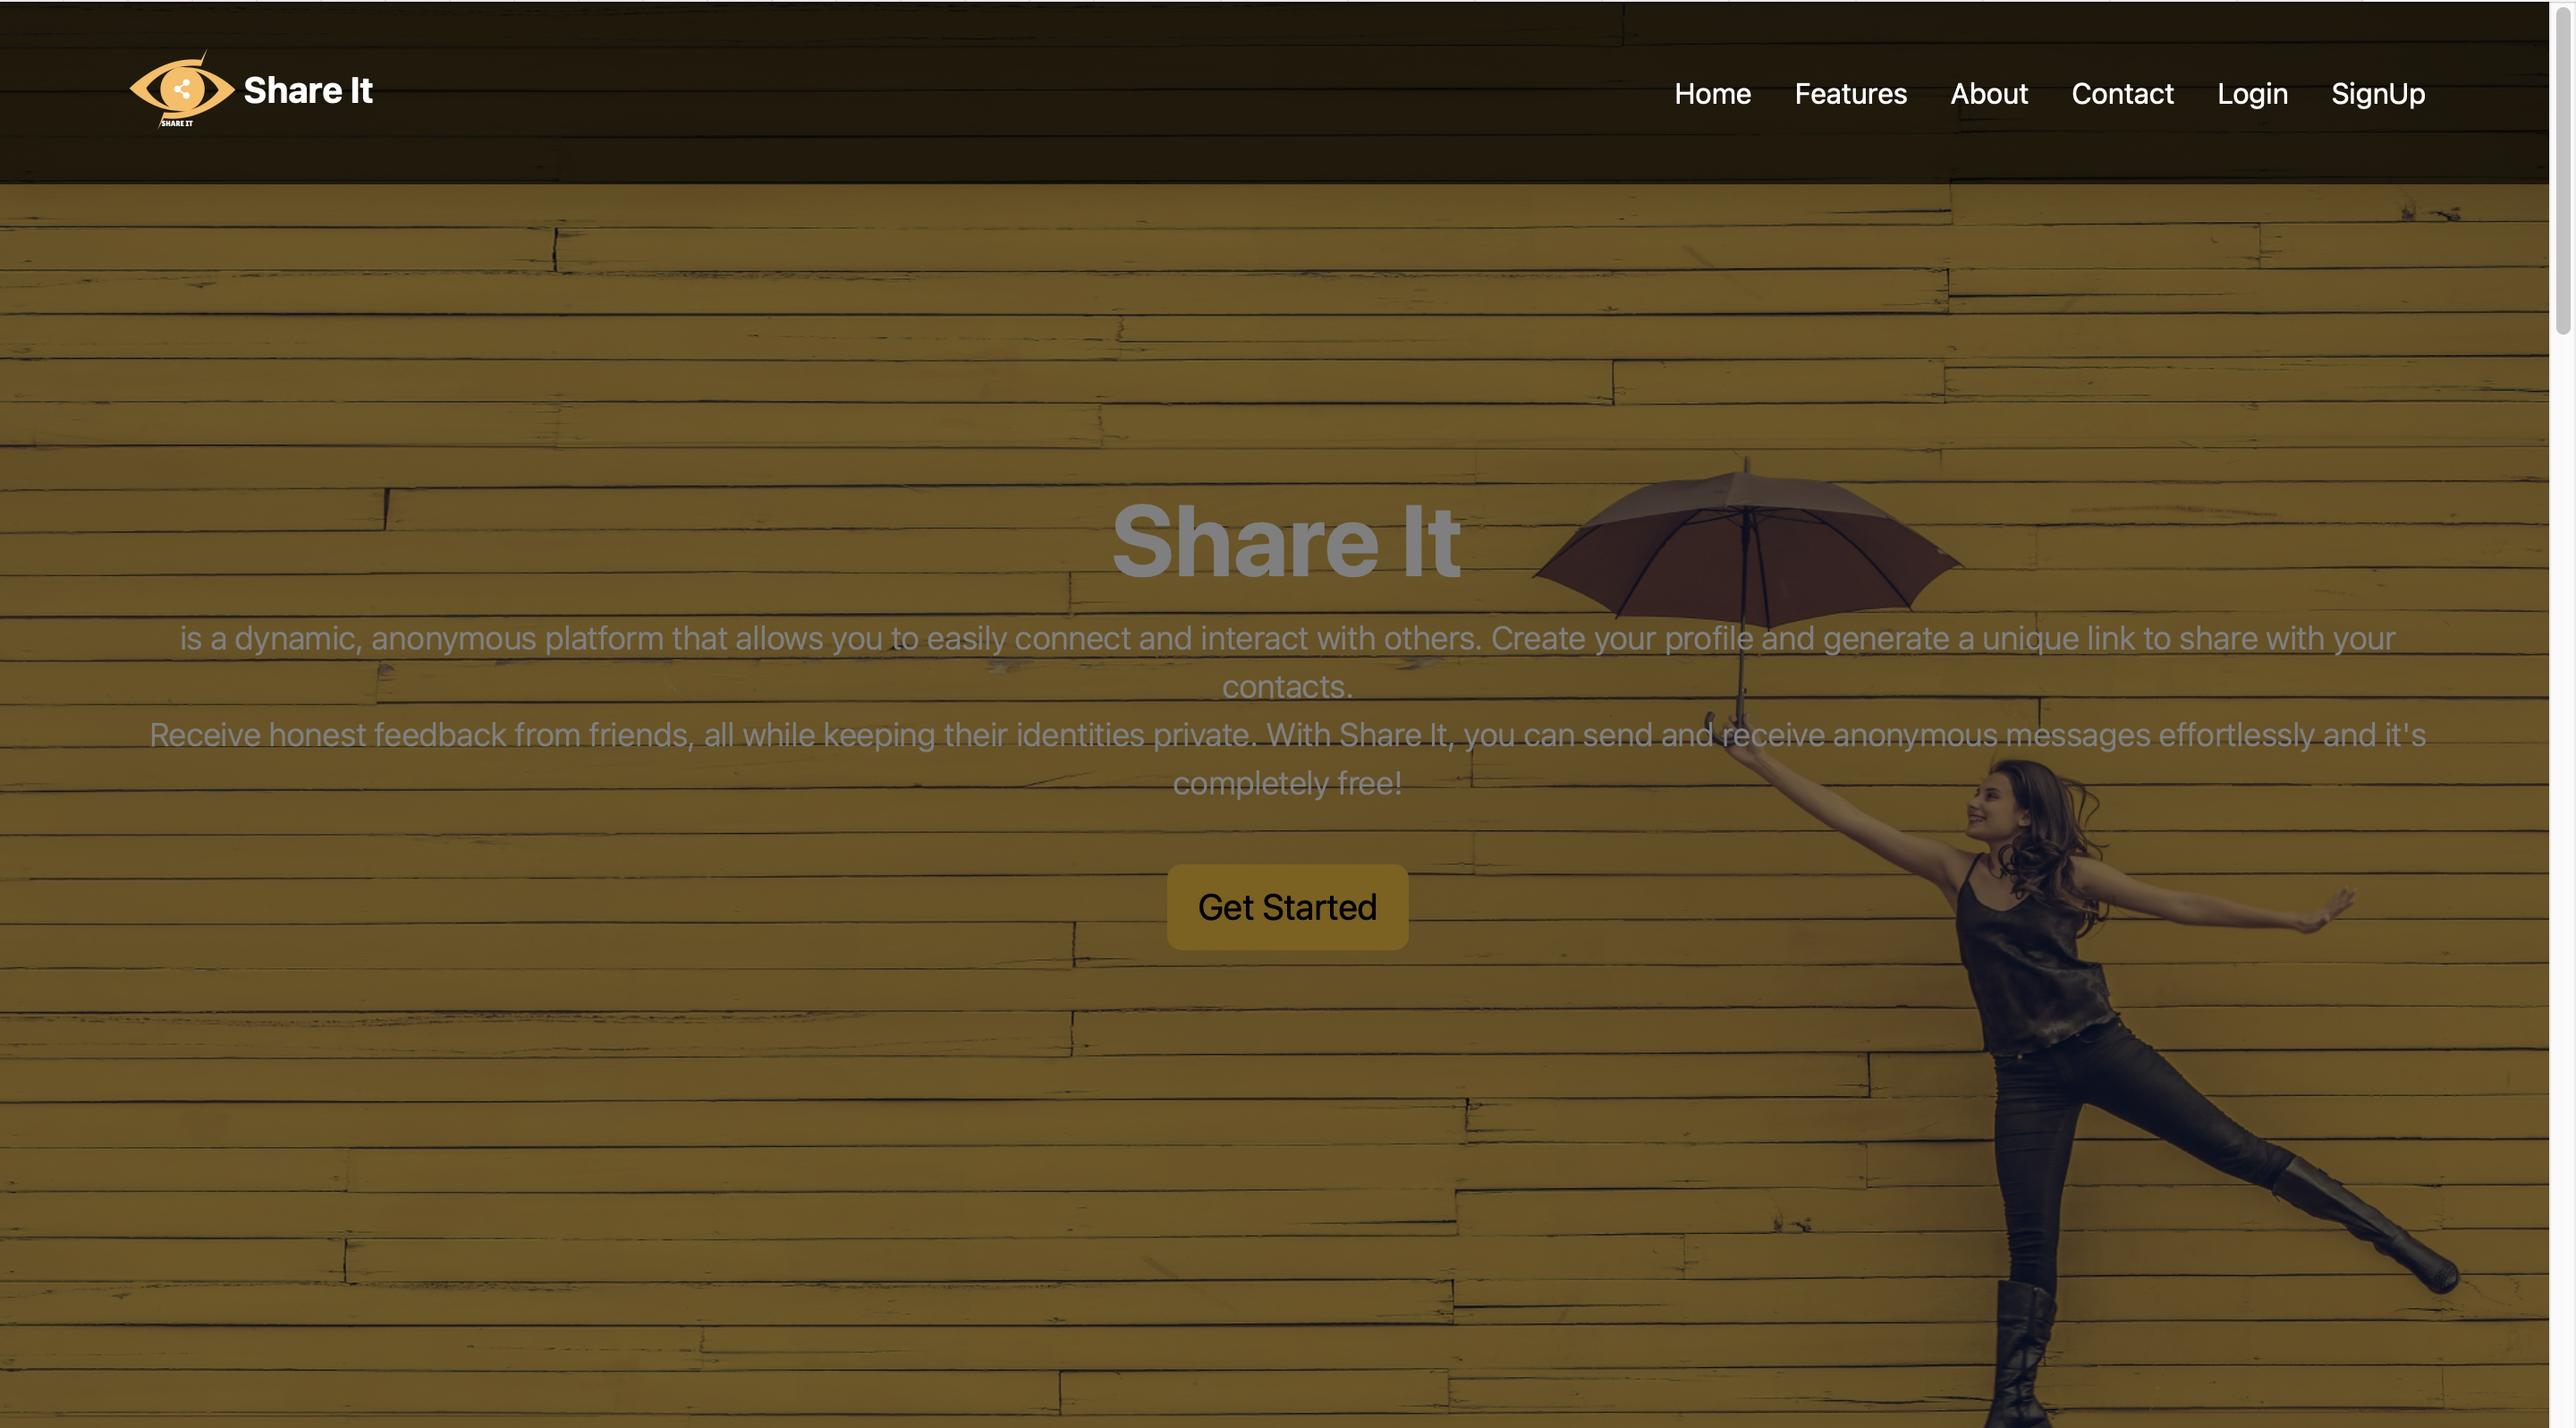 SHARE IT
Share It
Home Features About Contact Login SignUp
Share It
is a dynamic, anonymous platform that allows you to easily connect and interact with others. Create your profile and generate a unique link to share with your
contacts.
Receive honest feedback from friends, all while keeping their identities private. With Share It, you can send and receive anonymous messages effortlessly and it's
completely free!
Get Started